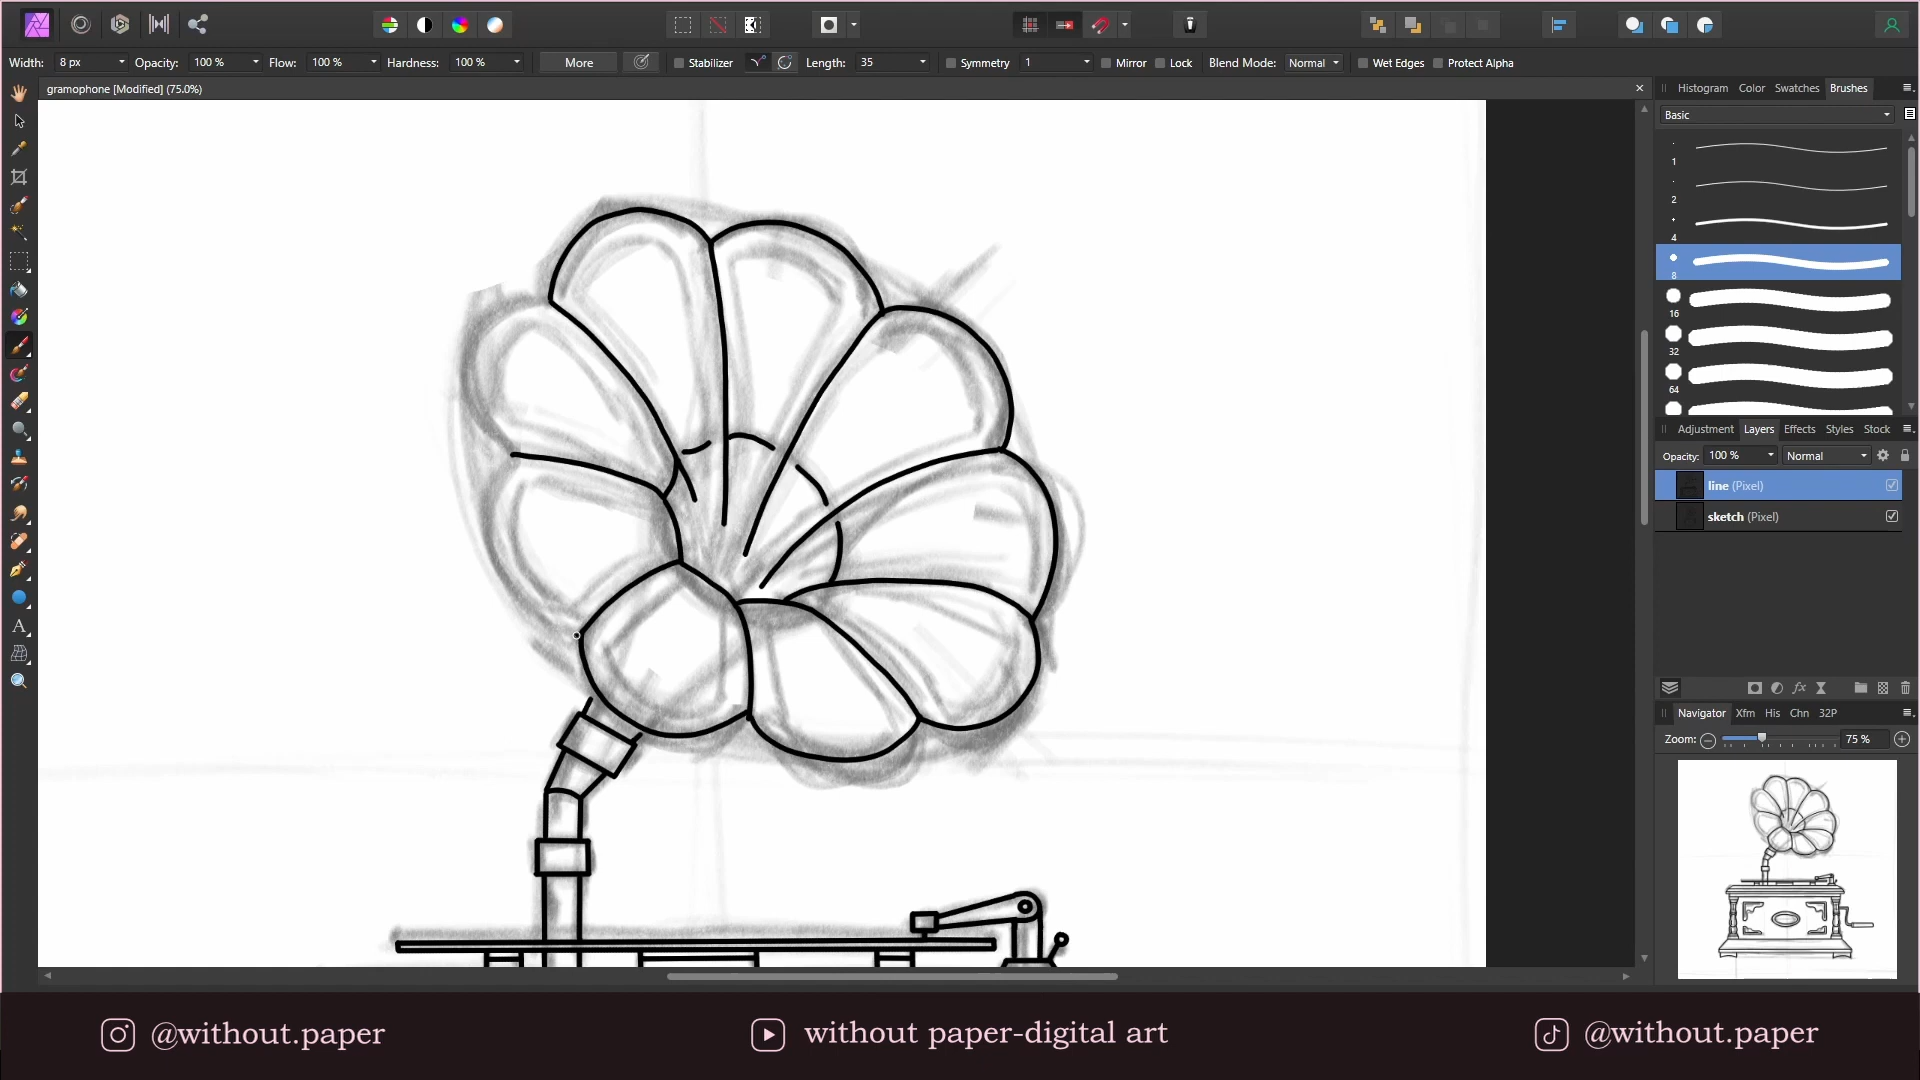 Width: 8 px Opacity: 100 % Flow: 100 % Hardness: 100 % More Stabilizer Length: 35 Symmetry 1 Mirror Lock Blend Mode: Normal Wet Edges Protect Alpha
gramophone [Modified] (75.0%)
Histogram Color Swatches Brushes
Basic
1
2
4
8
16
32
64
Adjustment Layers Effects Styles Stock
Opacity: 100 % Normal
line (Pixel)
sketch (Pixel)
Navigator Xfm His Chn 32P
Zoom: 75 %
@without.paper
without paper-digital art
@without.paper